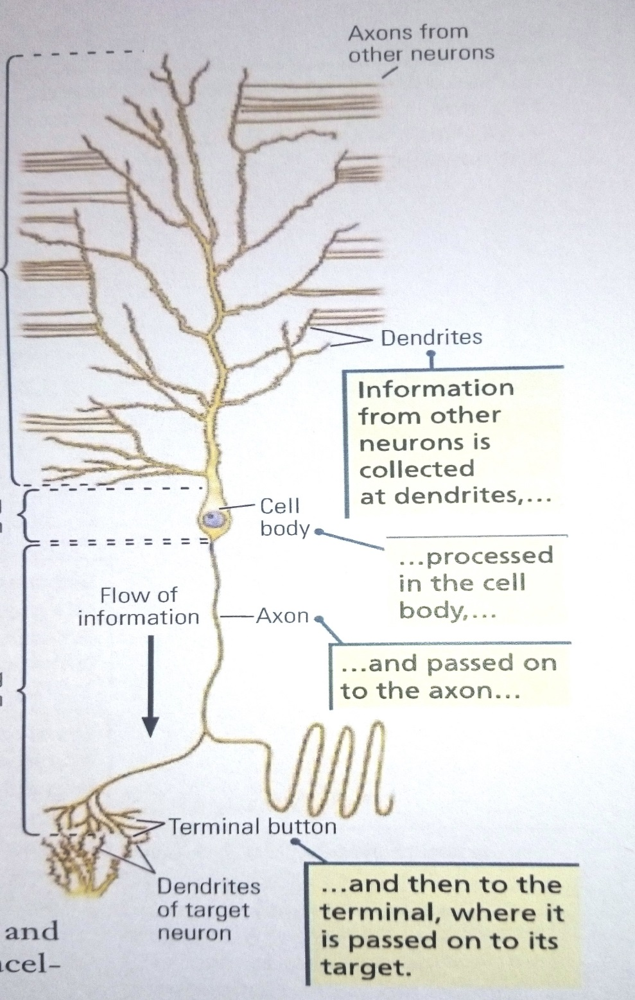 Axons from
other neurons
Dendrites
Information
from other
neurons is
collected
at dendrites,...
Cell
body
...processed
in the cell
body,...
Flow of
information
Axon
...and passed on
to the axon...
Terminal button
Dendrites
of target
neuron
...and then to the
terminal, where it
is passed on to its
target.
and